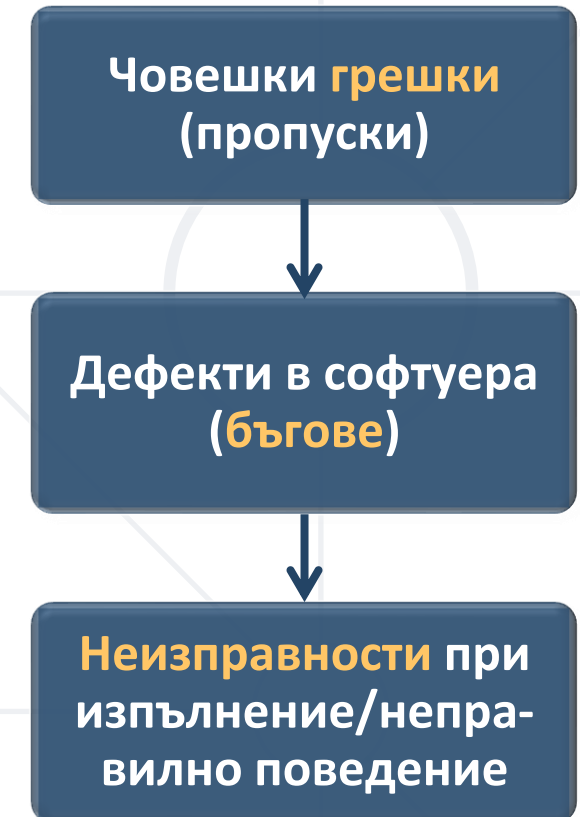 Човешки грешки
(пропуски)
Дефекти в софтуера
(бъгове)
Неизправности при
изпълнение/непра-
вилно поведение